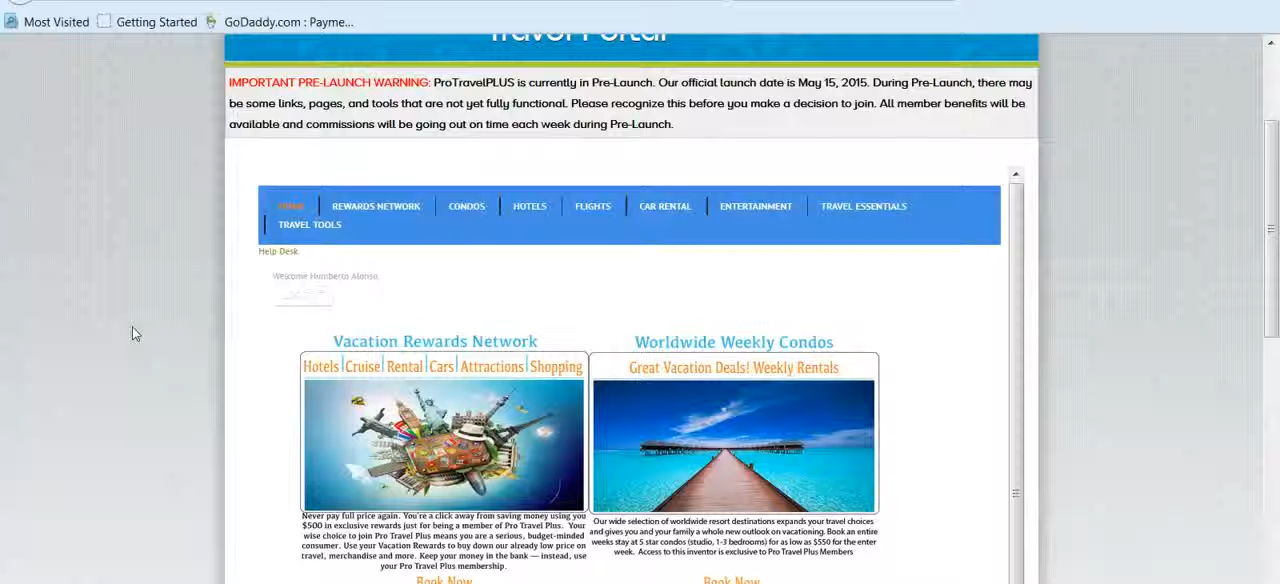 Most Visited Getting Started GoDaddy.com : Payme...
Travel Portal
IMPORTANT PRE-LAUNCH WARNING: ProTravelPLUS is currently in Pre-Launch. Our official launch date is May 15, 2015. During Pre-Launch, there may
be some links, pages, and tools that are not yet fully functional. Please recognize this before you make a decision to join. All member benefits will be
available and commissions will be going out on time each week during Pre-Launch.
HOME REWARDS NETWORK CONDOS HOTELS FLIGHTS CAR RENTAL ENTERTAINMENT TRAVEL ESSENTIALS
TRAVEL TOOLS
Help Desk
Welcome Humberto Alonso,
Vacation Rewards Network
Hotels Cruise Rental Cars Attractions Shopping
Never pay full price again. You're a click away from saving money using you
$500 in exclusive rewards just for being a member of Pro Travel Plus. Your
wise choice to join Pro Travel Plus means you are a serious, budget-minded
consumer. Use your Vacation Rewards to buy down our already low price on
travel, merchandise and more. Keep your money in the bank — instead, use
your Pro Travel Plus membership.
Book Now
Worldwide Weekly Condos
Great Vacation Deals! Weekly Rentals
Our wide selection of worldwide resort destinations expands your travel choices
and gives you and your family a whole new outlook on vacationing. Book an entire
weeks stay at 5 star condos (studio, 1-3 bedrooms) for as low as $550 for the enter
week. Access to this inventor is exclusive to Pro Travel Plus Members
Book Now